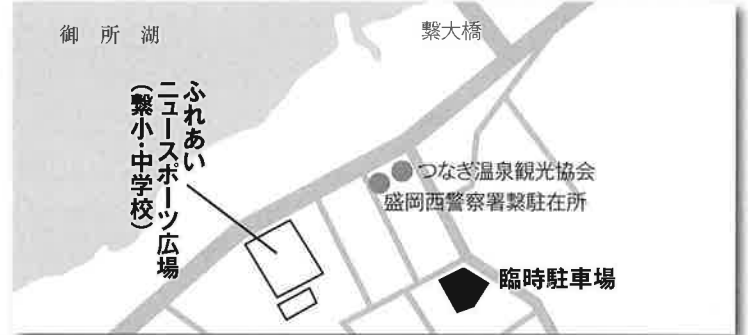 御所湖
繋大橋
ふれあい
ニュースポーツ広場
(繋小・中学校)
つなぎ温泉観光協会
盛岡西警察署繋駐在所
臨時駐車場